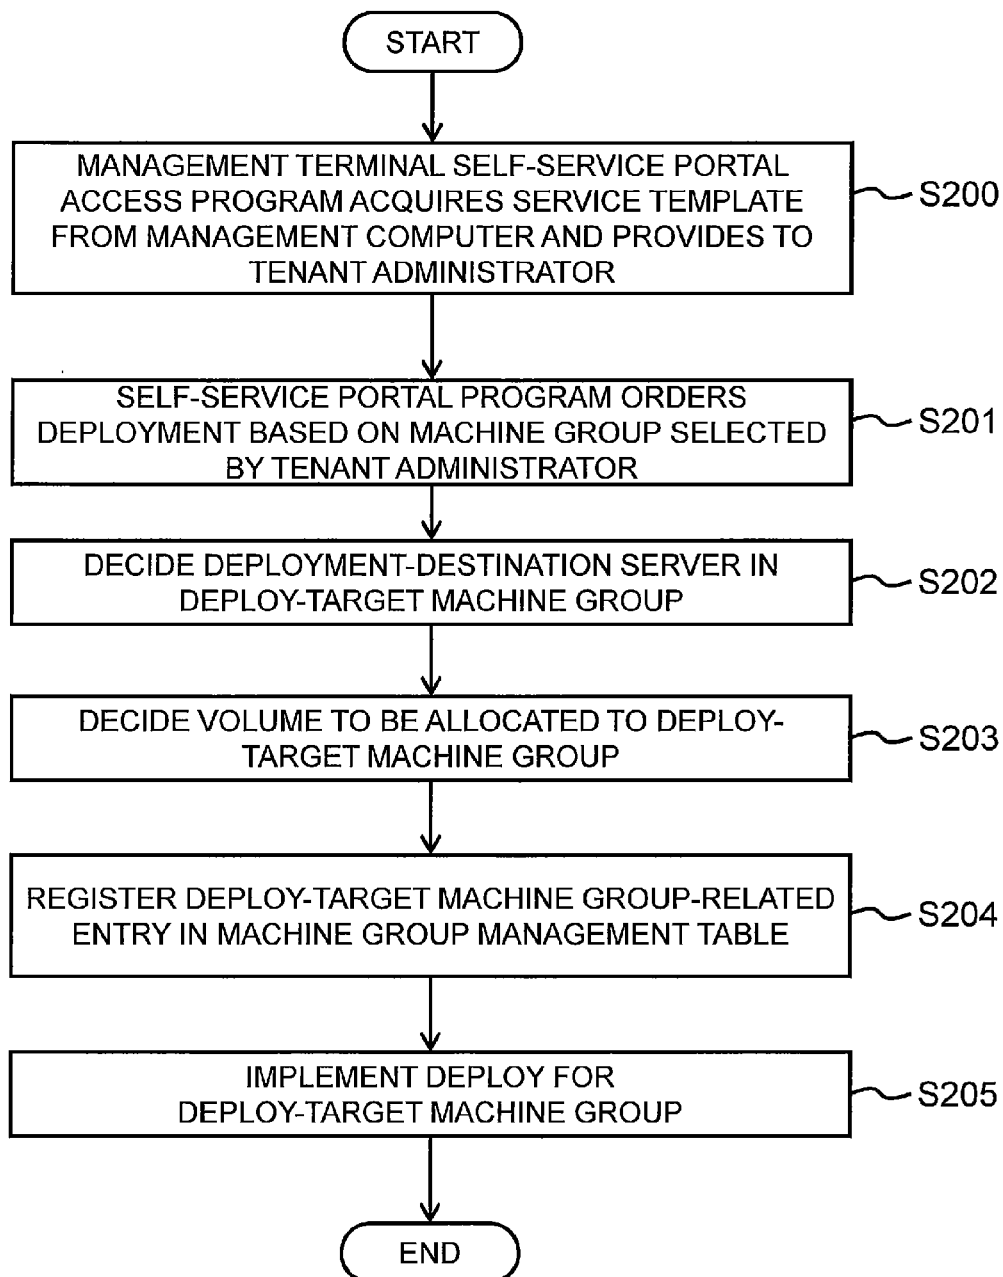 START
MANAGEMENT TERMINAL SELF-SERVICE PORTAL
ACCESS PROGRAM ACQUIRES SERVICE TEMPLATE
FROM MANAGEMENT COMPUTER AND PROVIDES TO
TENANT ADMINISTRATOR
S200
SELF-SERVICE PORTAL PROGRAM ORDERS
DEPLOYMENT BASED ON MACHINE GROUP SELECTED
BY TENANT ADMINISTRATOR
S201
DECIDE DEPLOYMENT-DESTINATION SERVER IN
DEPLOY-TARGET MACHINE GROUP
S202
DECIDE VOLUME TO BE ALLOCATED TO DEPLOY-
TARGET MACHINE GROUP
S203
REGISTER DEPLOY-TARGET MACHINE GROUP-RELATED
ENTRY IN MACHINE GROUP MANAGEMENT TABLE
S204
IMPLEMENT DEPLOY FOR
DEPLOY-TARGET MACHINE GROUP
S205
END